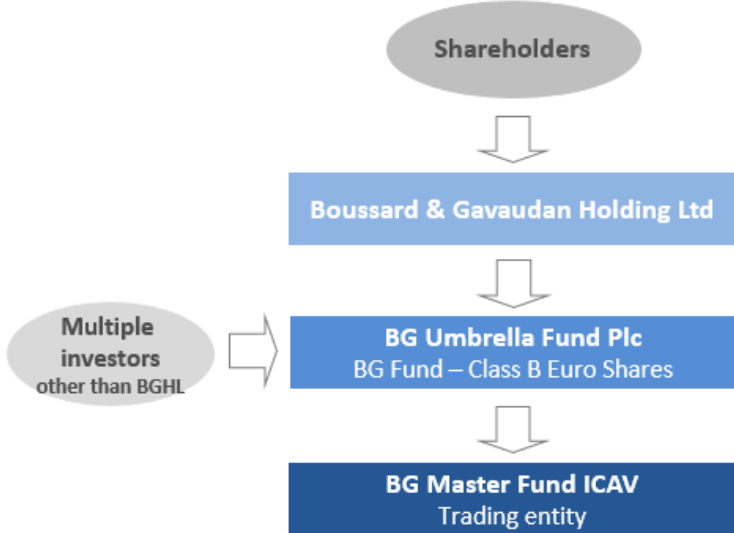 Shareholders
Boussard & Gavaudan Holding Ltd
Multiple
investors
other than BGHL
BG Umbrella Fund Plc
BG Fund – Class B Euro Shares
BG Master Fund ICAV
Trading entity